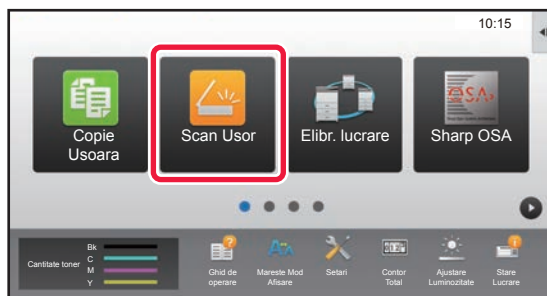 10:15
OSA
Copie
Usoara
Scan Usor
Elibr. lucrare
Sharp OSA
Cantitate toner
Bk
C
M
Y
Ghid de
operare
Mareste Mod
Afisare
Setari
Contor
Total
Ajustare
Luminozitate
Stare
Lucrare